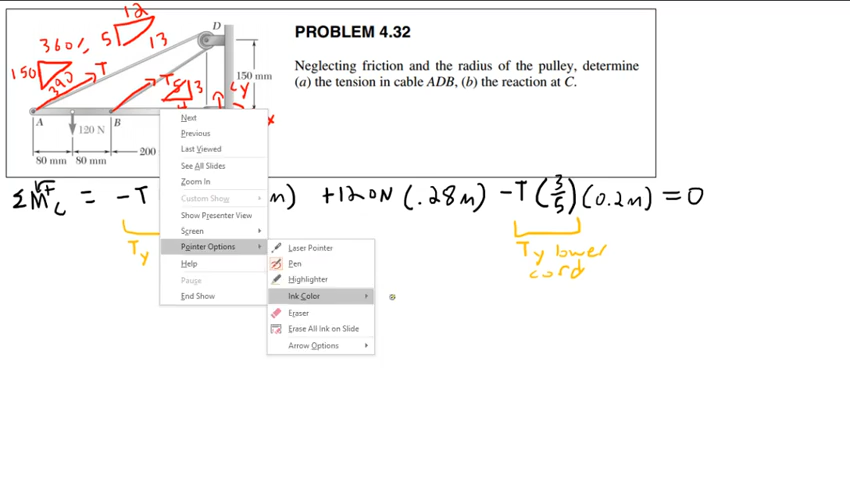 12
5
13
360
150
390
T
T
5
3
D
150 mm
Cy
x
A
120 N
B
80 mm
80 mm
200
PROBLEM 4.32
Neglecting friction and the radius of the pulley, determine
(a) the tension in cable ADB, (b) the reaction at C.
Next
Previous
Last Viewed
See All Slides
Zoom In
Custom Show
Show Presenter View
Screen
Pointer Options
Help
Pause
End Show
Laser Pointer
Pen
Highlighter
Ink Color
Eraser
Erase All Ink on Slide
Arrow Options
ΣM+C = -T m) +120N (.28m) -T (3/5) (0.2m) = 0
Ty
Ty lower
cord